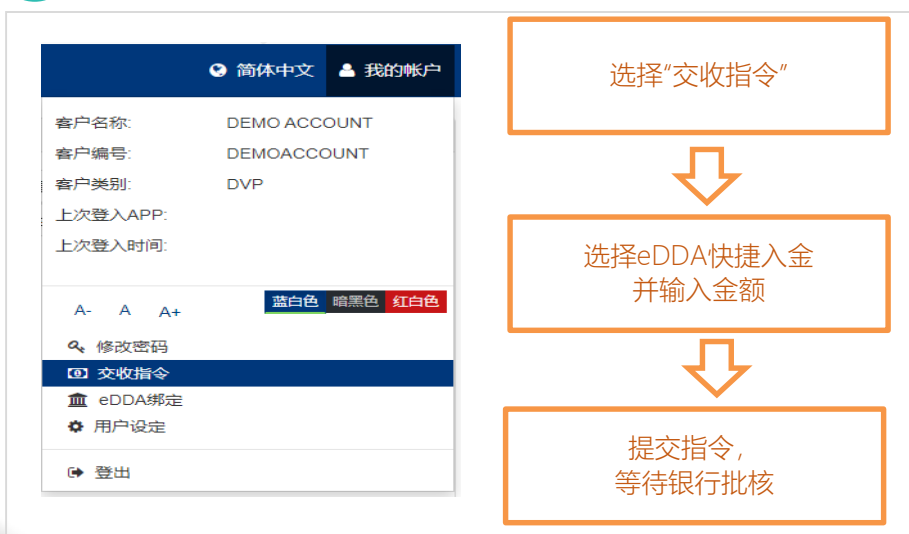 简体中文 我的帐户
客户名称: DEMO ACCOUNT
客户编号: DEMOACCOUNT
客户类别: DVP
上次登入APP:
上次登入时间:
A- A A+ 蓝白色 暗黑色 红白色
修改密码
交收指令
eDDA绑定
用户设定
登出
选择“交收指令”
选择eDDA快捷入金
并输入金额
提交指令,
等待银行批核